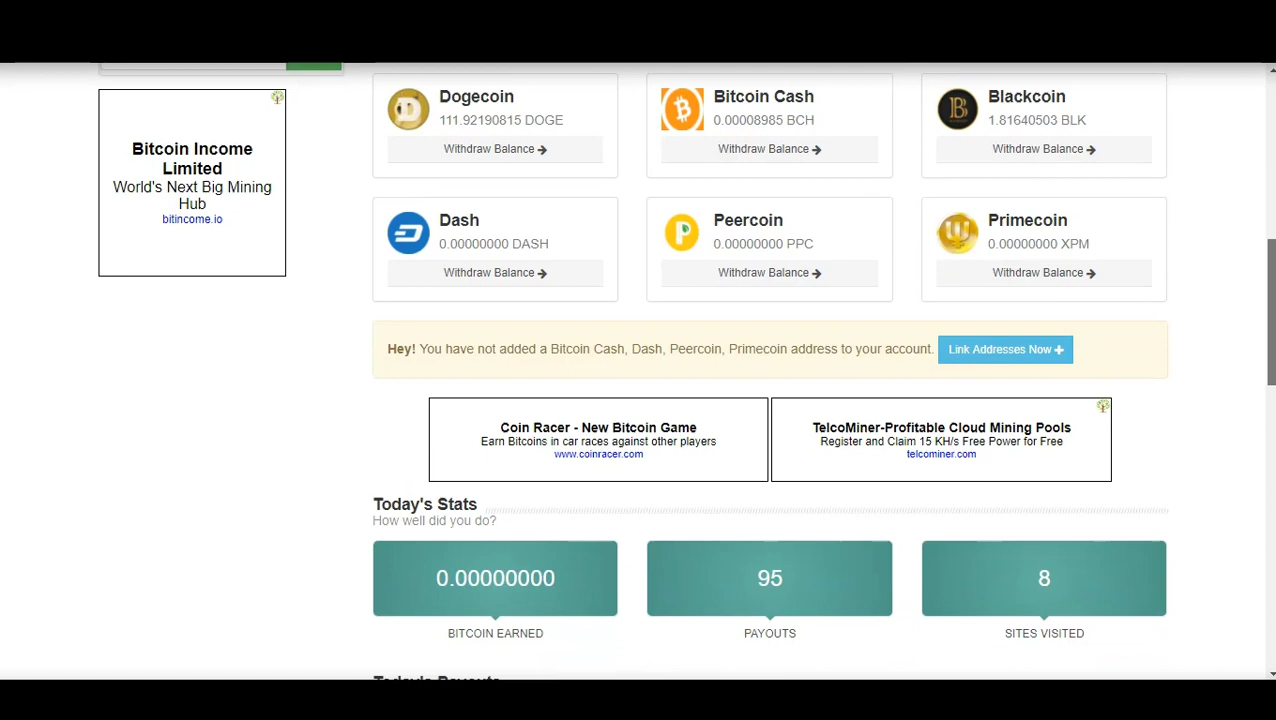 Bitcoin Income
Limited
World's Next Big Mining
Hub
bitincome.io
Dogecoin
111.92190815 DOGE
Withdraw Balance
Bitcoin Cash
0.00008985 BCH
Withdraw Balance
Blackcoin
1.81640503 BLK
Withdraw Balance
Dash
0.00000000 DASH
Withdraw Balance
Peercoin
0.00000000 PPC
Withdraw Balance
Primecoin
0.00000000 XPM
Withdraw Balance
Hey! You have not added a Bitcoin Cash, Dash, Peercoin, Primecoin address to your account. Link Addresses Now
Coin Racer - New Bitcoin Game
Earn Bitcoins in car races against other players
www.coinracer.com
TelcoMiner-Profitable Cloud Mining Pools
Register and Claim 15 KH/s Free Power for Free
telcominer.com
Today's Stats
How well did you do?
0.00000000
BITCOIN EARNED
95
PAYOUTS
8
SITES VISITED
Today's Payouts